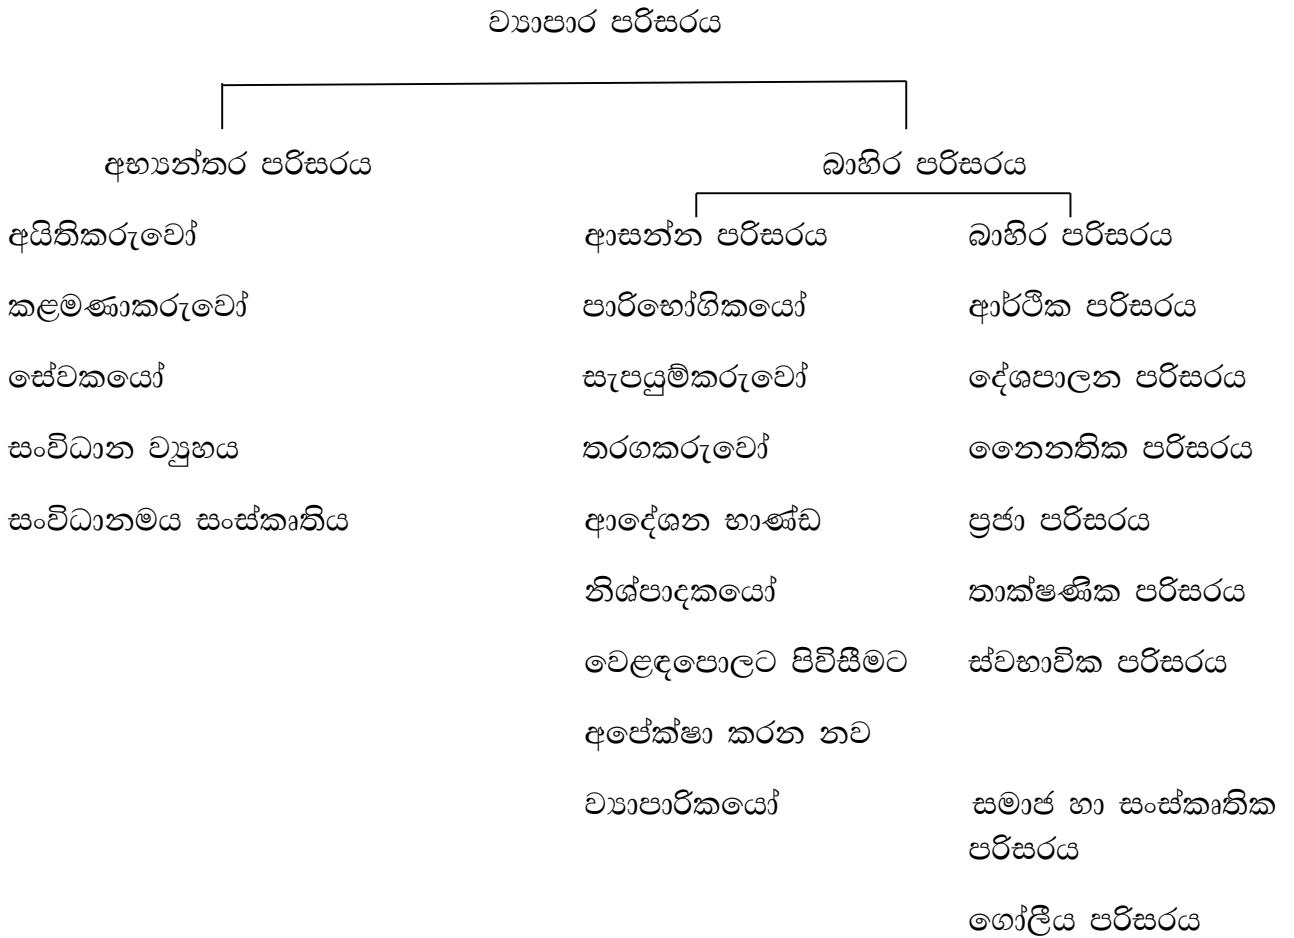 ව්‍යාපාර පරිසරය
අභ්‍යන්තර පරිසරය
බාහිර පරිසරය
අයිතිකරුවෝ
කළමණාකරුවෝ
සේවකයෝ
සංවිධාන ව්‍යුහය
සංවිධානමය සංස්කෘතිය
ආසන්න පරිසරය
පාරිභෝගිකයෝ
සැපයුම්කරුවෝ
තරගකරුවෝ
ආදේශන භාණ්ඩ
නිශ්පාදකයෝ
වෙළඳපොලට පිවිසීමට
අපේක්ෂා කරන නව
ව්‍යාපාරිකයෝ
බාහිර පරිසරය
ආර්ථික පරිසරය
දේශපාලන පරිසරය
නෛනතික පරිසරය
ප්‍රජා පරිසරය
තාක්ෂණික පරිසරය
ස්වභාවික පරිසරය
සමාජ හා සංස්කෘතික
පරිසරය
ගෝලීය පරිසරය